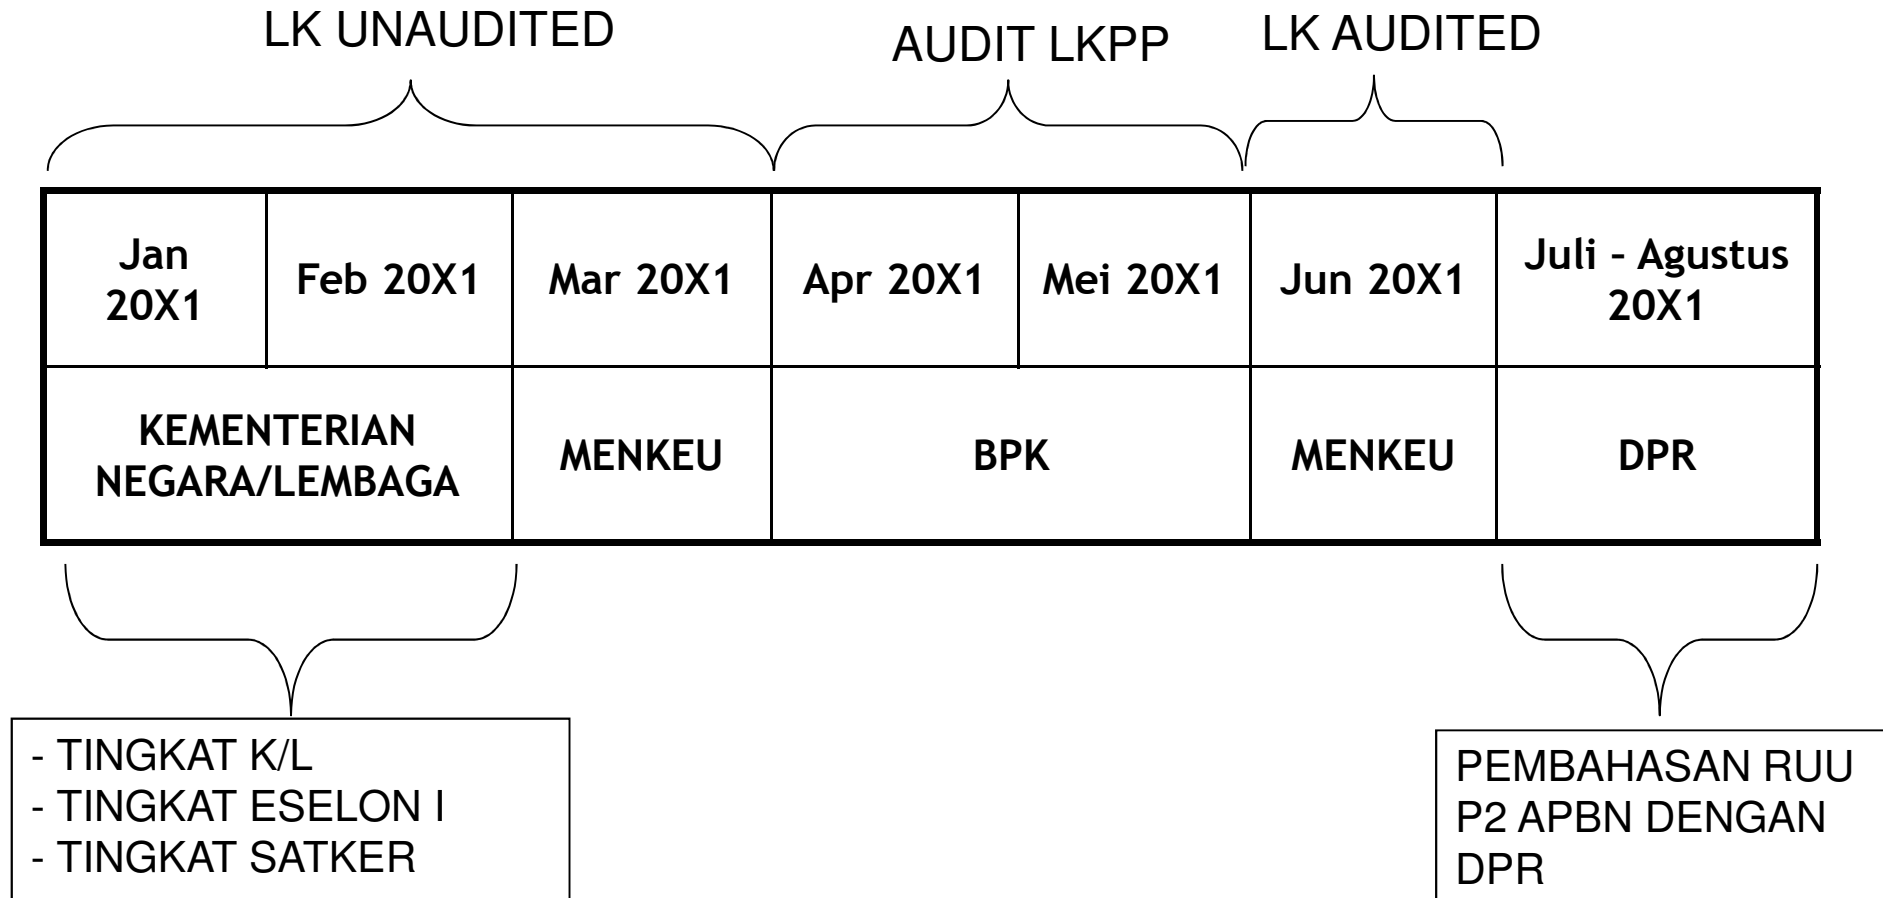 LK UNAUDITED
AUDIT LKPP
LK AUDITED
Jan
20X1
Feb 20X1
Mar 20X1
Apr 20X1
Mei 20X1
Jun 20X1
Juli - Agustus
20X1
KEMENTERIAN
NEGARA/LEMBAGA
MENKEU
BPK
MENKEU
DPR
- TINGKAT K/L
- TINGKAT ESELON I
- TINGKAT SATKER
PEMBAHASAN RUU
P2 APBN DENGAN
DPR